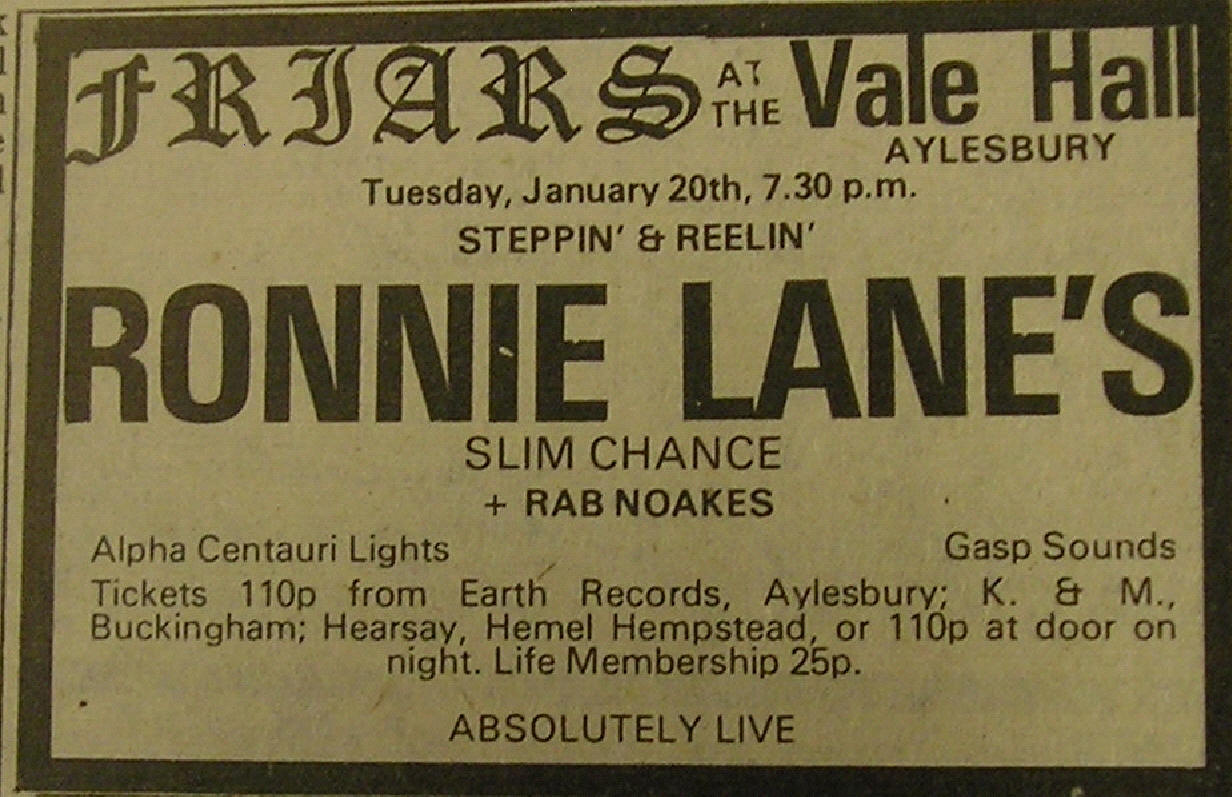 FRIARS AT THE Vale Hall
AYLESBURY
Tuesday, January 20th, 7.30 p.m.
STEPPIN' & REELIN'
RONNIE LANE'S
SLIM CHANCE
+ RAB NOAKES
Alpha Centauri Lights Gasp Sounds
Tickets 110p from Earth Records, Aylesbury; K. & M.,
Buckingham; Hearsay, Hemel Hempstead, or 110p at door on
night. Life Membership 25p.
ABSOLUTELY LIVE